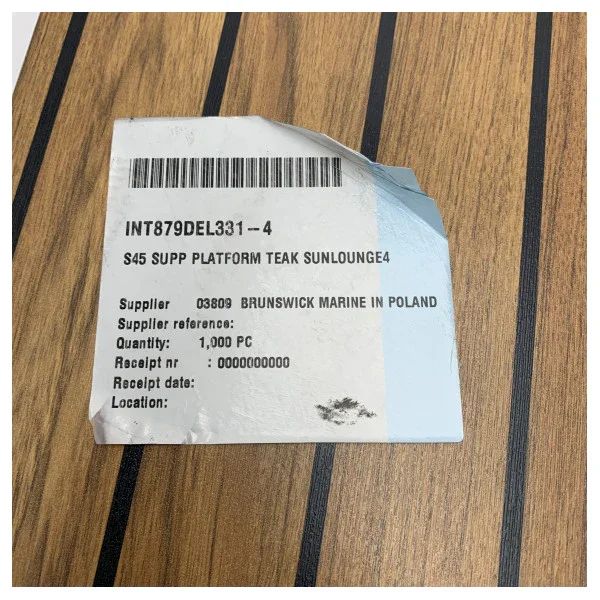 INT879DEL331-4
S45 SUPP PLATFORM TEAK SUNLOUNGE4
Supplier 03809 BRUNSWICK MARINE IN POLAND
Supplier reference:
Quantity: 1,000 PC
Receipt nr : 0000000000
Receipt date:
Location: